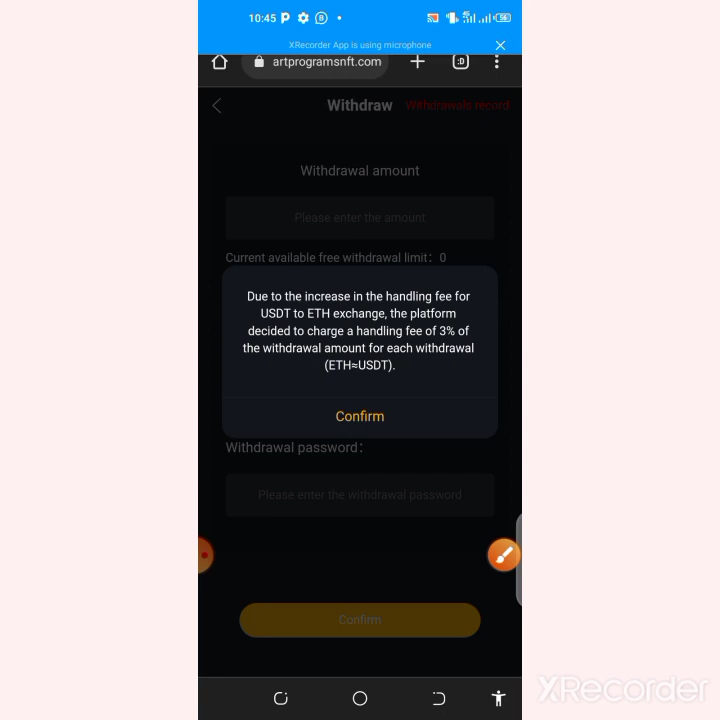 10:45
56
XRecorder App is using microphone
artprogramsnft.com
:D
Withdraw
Withdrawals record
Withdrawal amount
Please enter the amount
Current available free withdrawal limit：0
Due to the increase in the handling fee for
USDT to ETH exchange, the platform
decided to charge a handling fee of 3% of
the withdrawal amount for each withdrawal
(ETH≈USDT).
Confirm
Withdrawal password：
Please enter the withdrawal password
Confirm
XRecorder